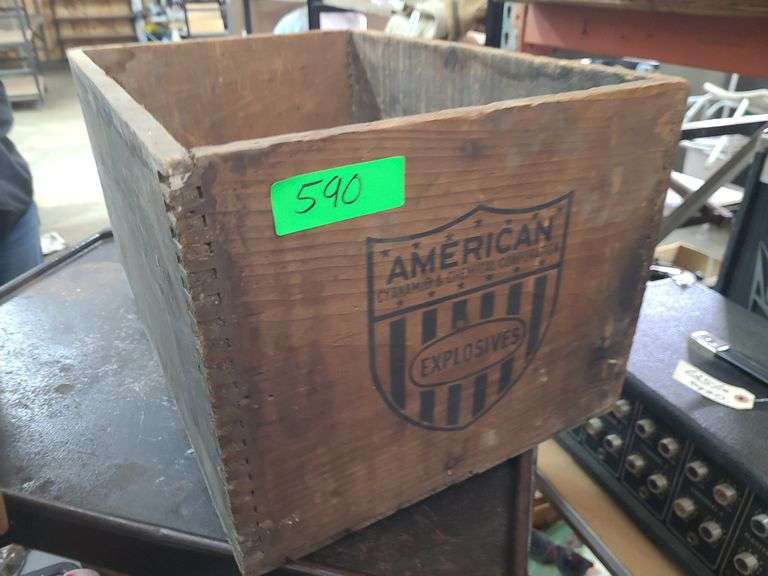 590
AMERICAN
CYANAMID & CHEMICAL CORPORATION
EXPLOSIVES